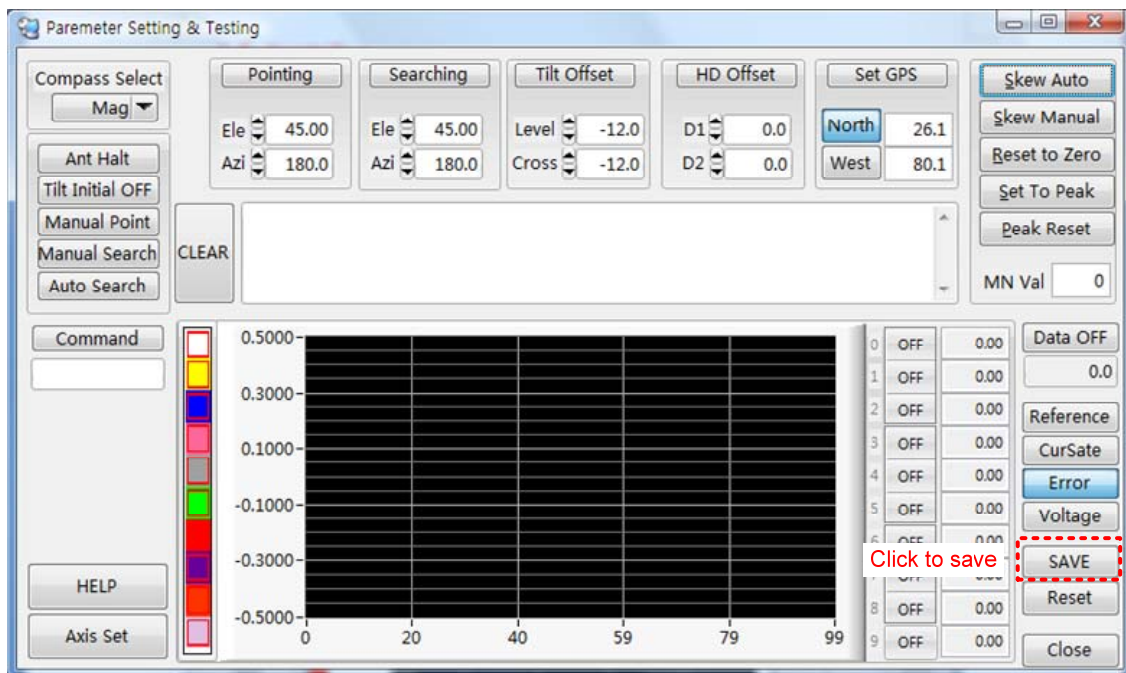 Paremeter Setting & Testing
Compass Select
Mag
Ant Halt
Tilt Initial OFF
Manual Point
Manual Search
Auto Search
Pointing
Ele 45.00
Azi 180.0
Searching
Ele 45.00
Azi 180.0
Tilt Offset
Level -12.0
Cross -12.0
HD Offset
D1 0.0
D2 0.0
Set GPS
North 26.1
West 80.1
Skew Auto
Skew Manual
Reset to Zero
Set To Peak
Peak Reset
MN Val 0
CLEAR
Command
HELP
Axis Set
0.5000
0.3000
0.1000
-0.1000
-0.3000
-0.5000
0 20 40 59 79 99
0 OFF 0.00
1 OFF 0.00
2 OFF 0.00
3 OFF 0.00
4 OFF 0.00
5 OFF 0.00
6 OFF 0.00
Click to save
8 OFF 0.00
9 OFF 0.00
Data OFF
0.0
Reference
CurSate
Error
Voltage
SAVE
Reset
Close